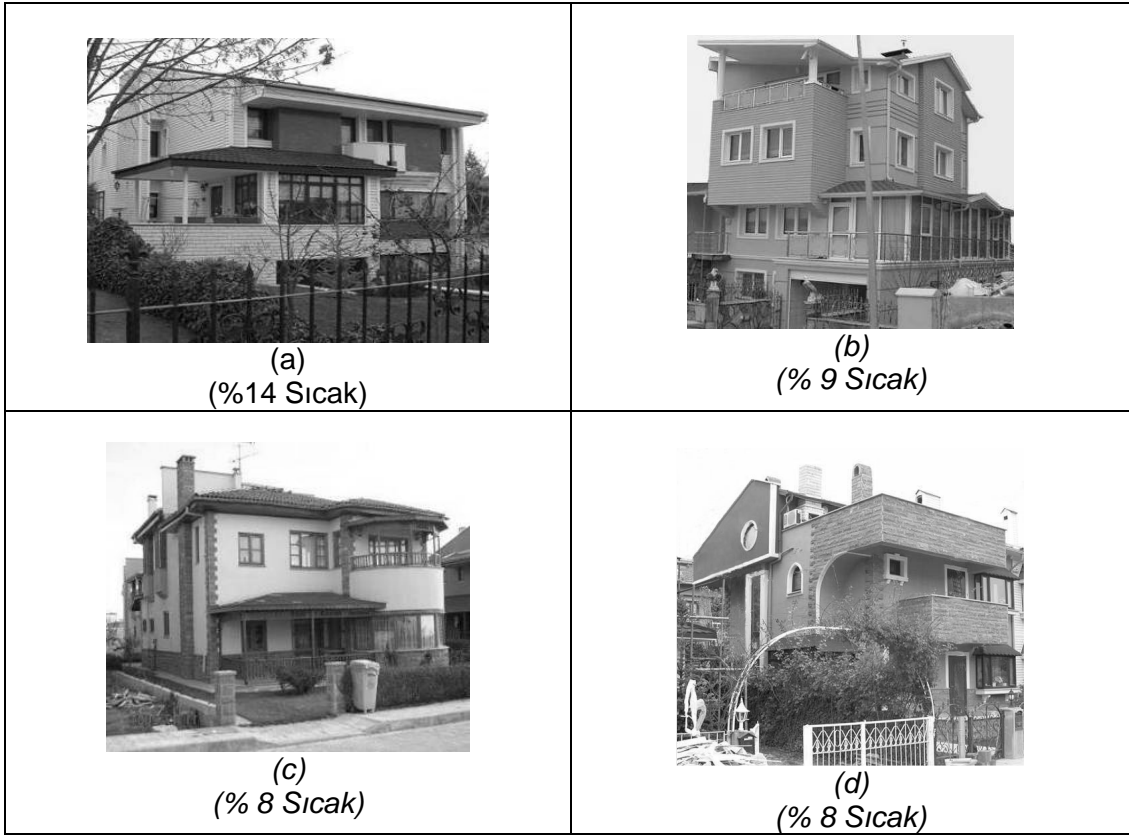 (a)
(%14 Sıcak)
(b)
(% 9 Sıcak)
(c)
(% 8 Sıcak)
(d)
(% 8 Sıcak)